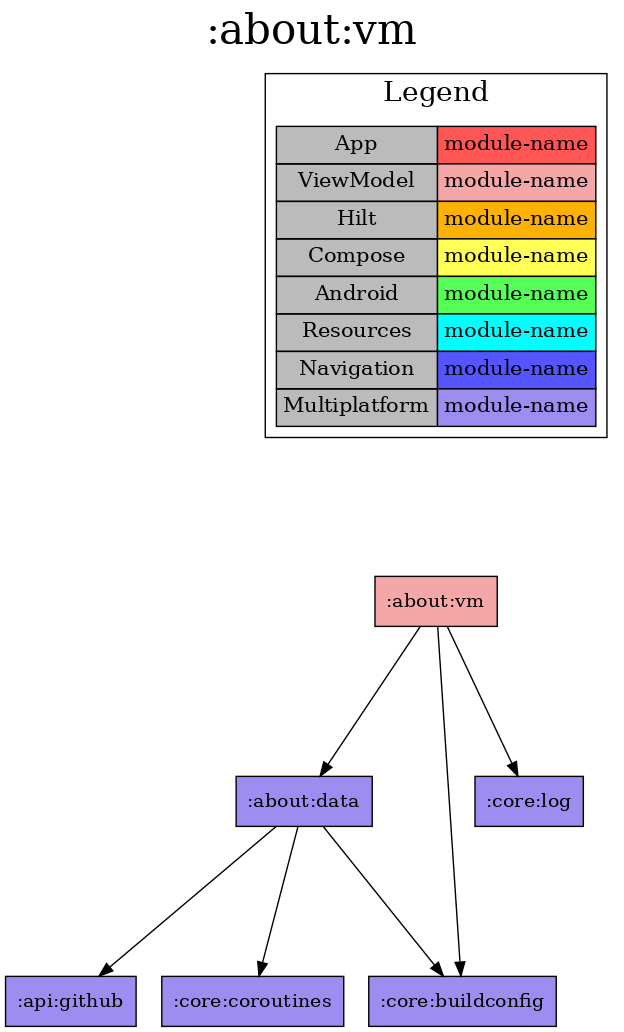 :about:vm
Legend
App module-name
ViewModel module-name
Hilt module-name
Compose module-name
Android module-name
Resources module-name
Navigation module-name
Multiplatform module-name
:about:vm
:about:data :core:log
:api:github :core:coroutines :core:buildconfig